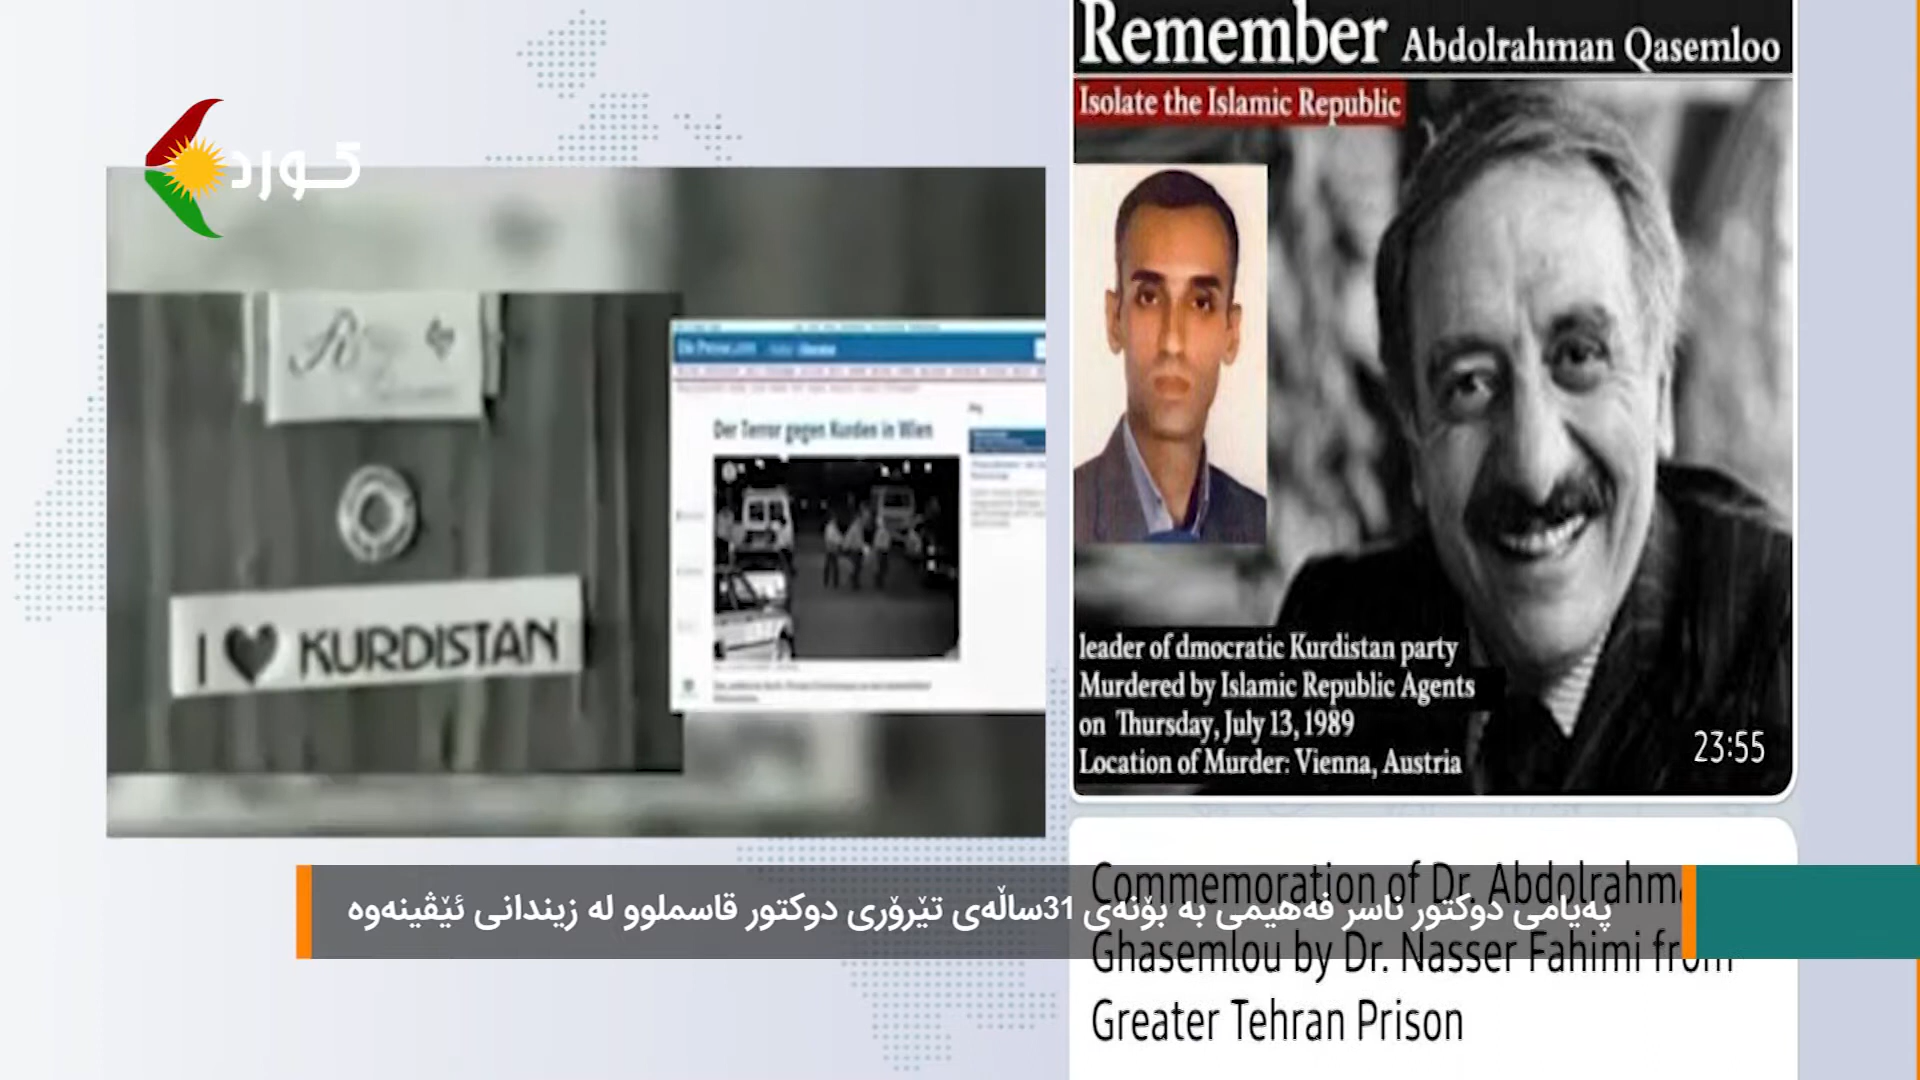 کورد
Remember Abdolrahman Qasemloo
Isolate the Islamic Republic
leader of dmocratic Kurdistan party
Murdered by Islamic Republic Agents
on Thursday, July 13, 1989
Location of Murder: Vienna, Austria
23:55
I ♥ KURDISTAN
Der Terror gegen Kurden in Wien
Commemoration of Dr. Abdolrahma
Ghasemlou by Dr. Nasser Fahimi from
Greater Tehran Prison
پەیامی دوکتور ناسر فەهیمی بە بۆنەی 31ساڵەی تێرۆری دوکتور قاسملوو لە زیندانی ئێڤینەوە